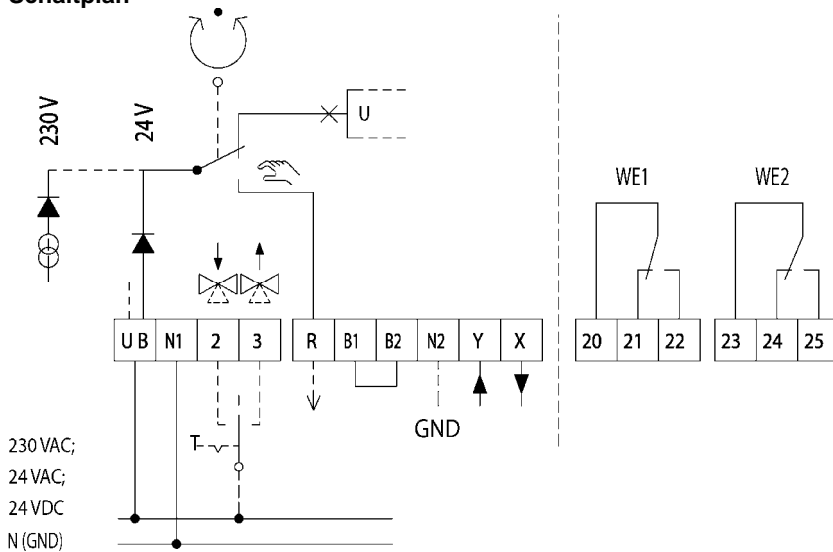 Schaltplan
230 V
24 V
U
WE1
WE2
U B N1 2 3 R B1 B2 N2 Y X
20 21 22
23 24 25
GND
T
230 VAC;
24 VAC;
24 VDC
N (GND)